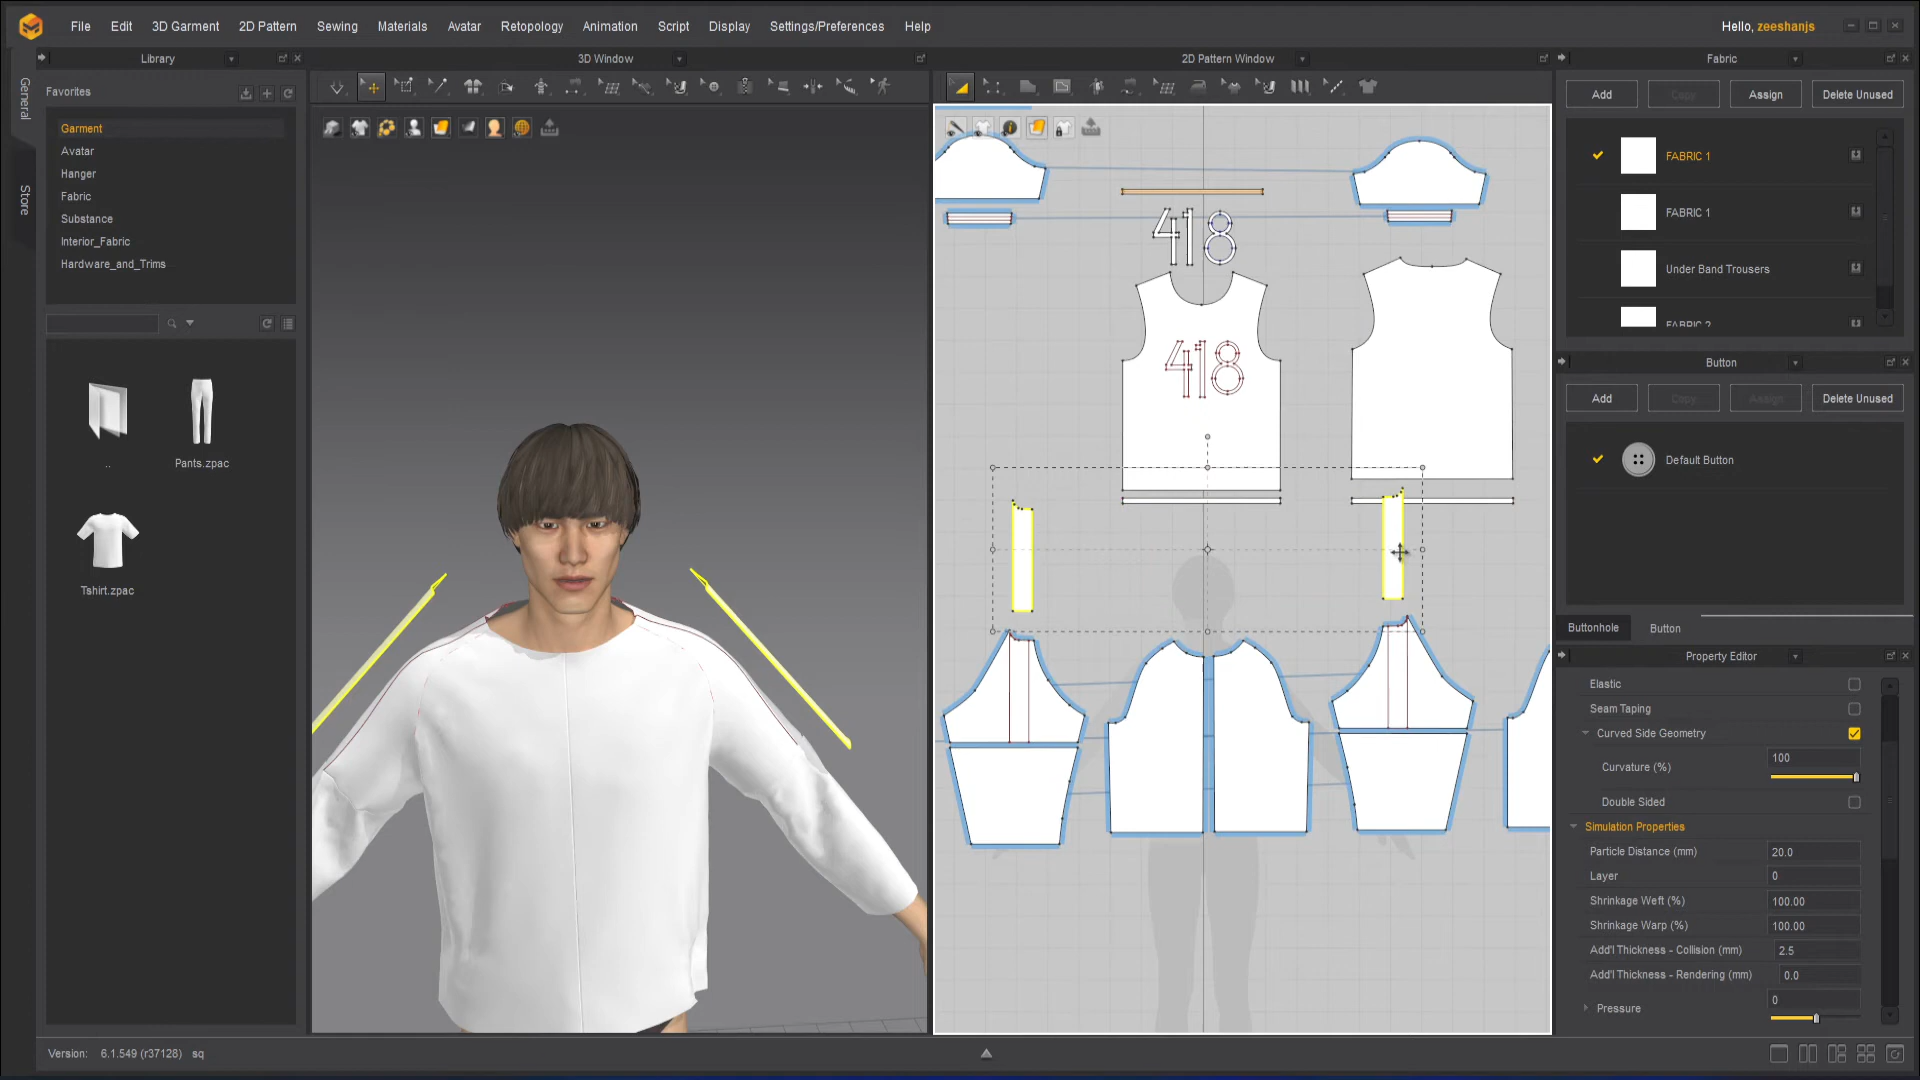 File Edit 3D Garment 2D Pattern Sewing Materials Avatar Retopology Animation Script Display Settings/Preferences Help
Hello, zeeshanjs
Library
3D Window
2D Pattern Window
Fabric
General
Store
Favorites
Garment
Avatar
Hanger
Fabric
Substance
Interior_Fabric
Hardware_and_Trims
..
Pants.zpac
Tshirt.zpac
418
418
Add Copy Assign Delete Unused
FABRIC 1
FABRIC 1
Under Band Trousers
FABRIC 2
Button
Add Copy Assign Delete Unused
Default Button
Buttonhole Button
Property Editor
Elastic
Seam Taping
Curved Side Geometry
Curvature (%) 100
Double Sided
Simulation Properties
Particle Distance (mm) 20.0
Layer 0
Shrinkage Weft (%) 100.00
Shrinkage Warp (%) 100.00
Add'l Thickness - Collision (mm) 2.5
Add'l Thickness - Rendering (mm) 0.0
Pressure 0
Version: 6.1.549 (r37128) sq